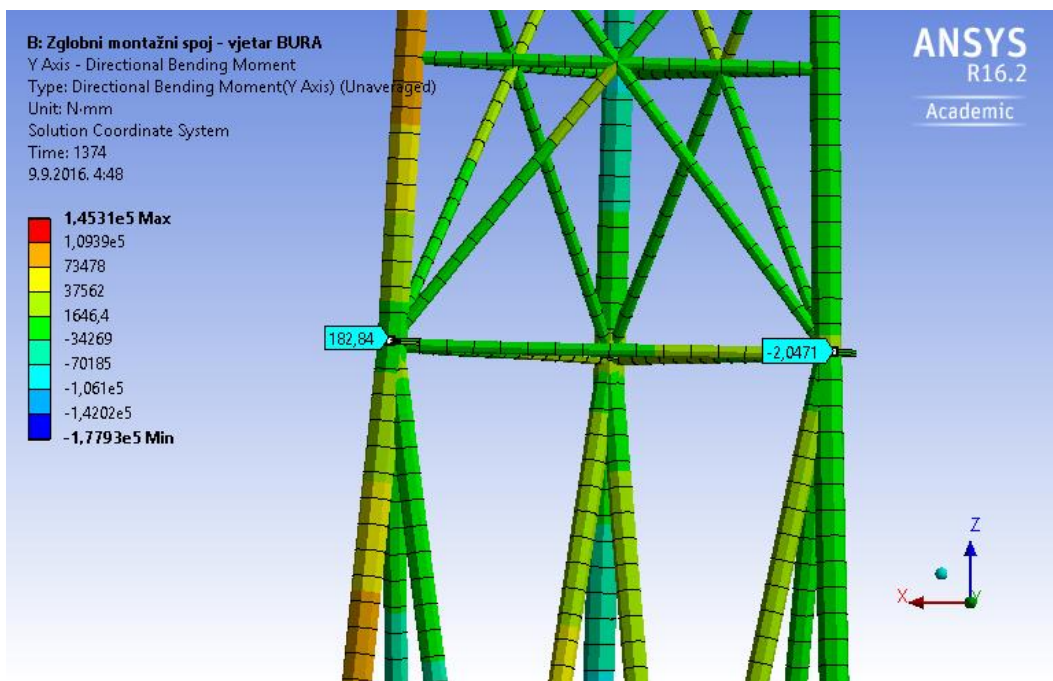 B: Zglobni montažni spoj - vjetar BURA
Y Axis - Directional Bending Moment
Type: Directional Bending Moment(Y Axis) (Unaveraged)
Unit: N·mm
Solution Coordinate System
Time: 1374
9.9.2016. 4:48
1,4531e5 Max
1,0939e5
73478
37562
1646,4
-34269
-70185
-1,061e5
-1,4202e5
-1,7793e5 Min
ANSYS
R16.2
Academic
182,84
-2,0471
Z
X
Y